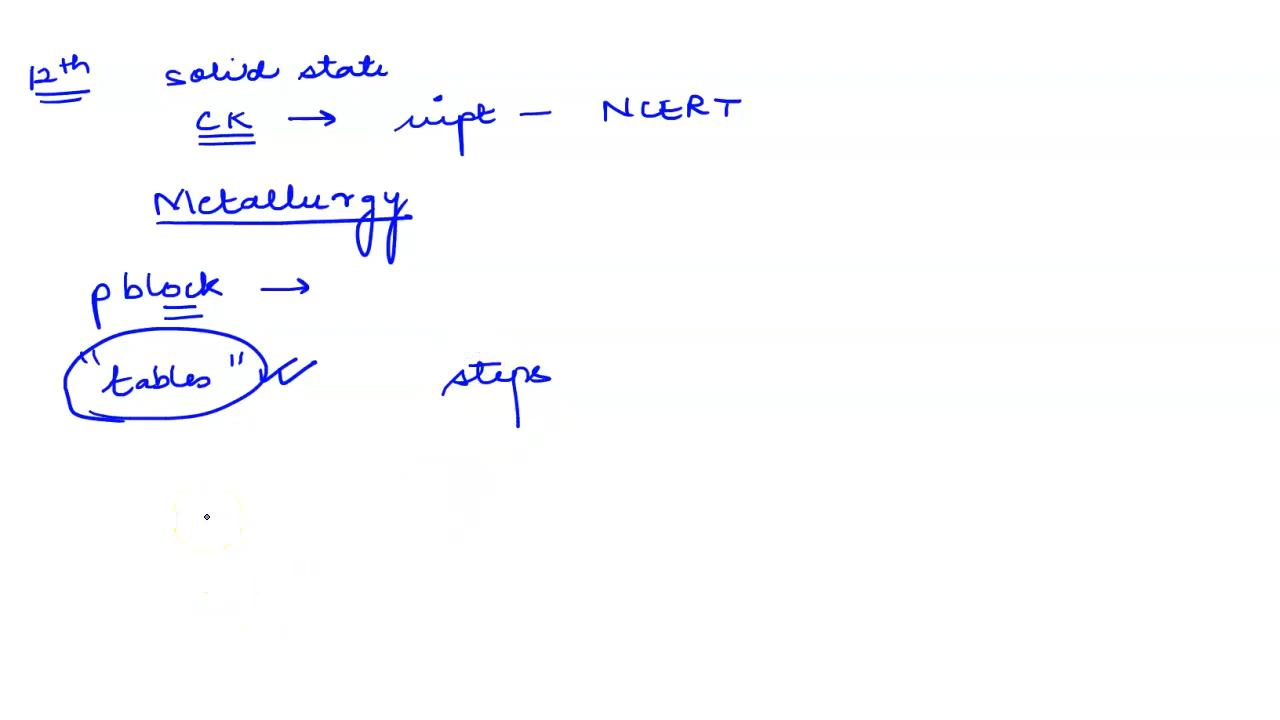 12th solid state
CK → impt — NCERT
Metallurgy
p block →
"tables" ✓ steps